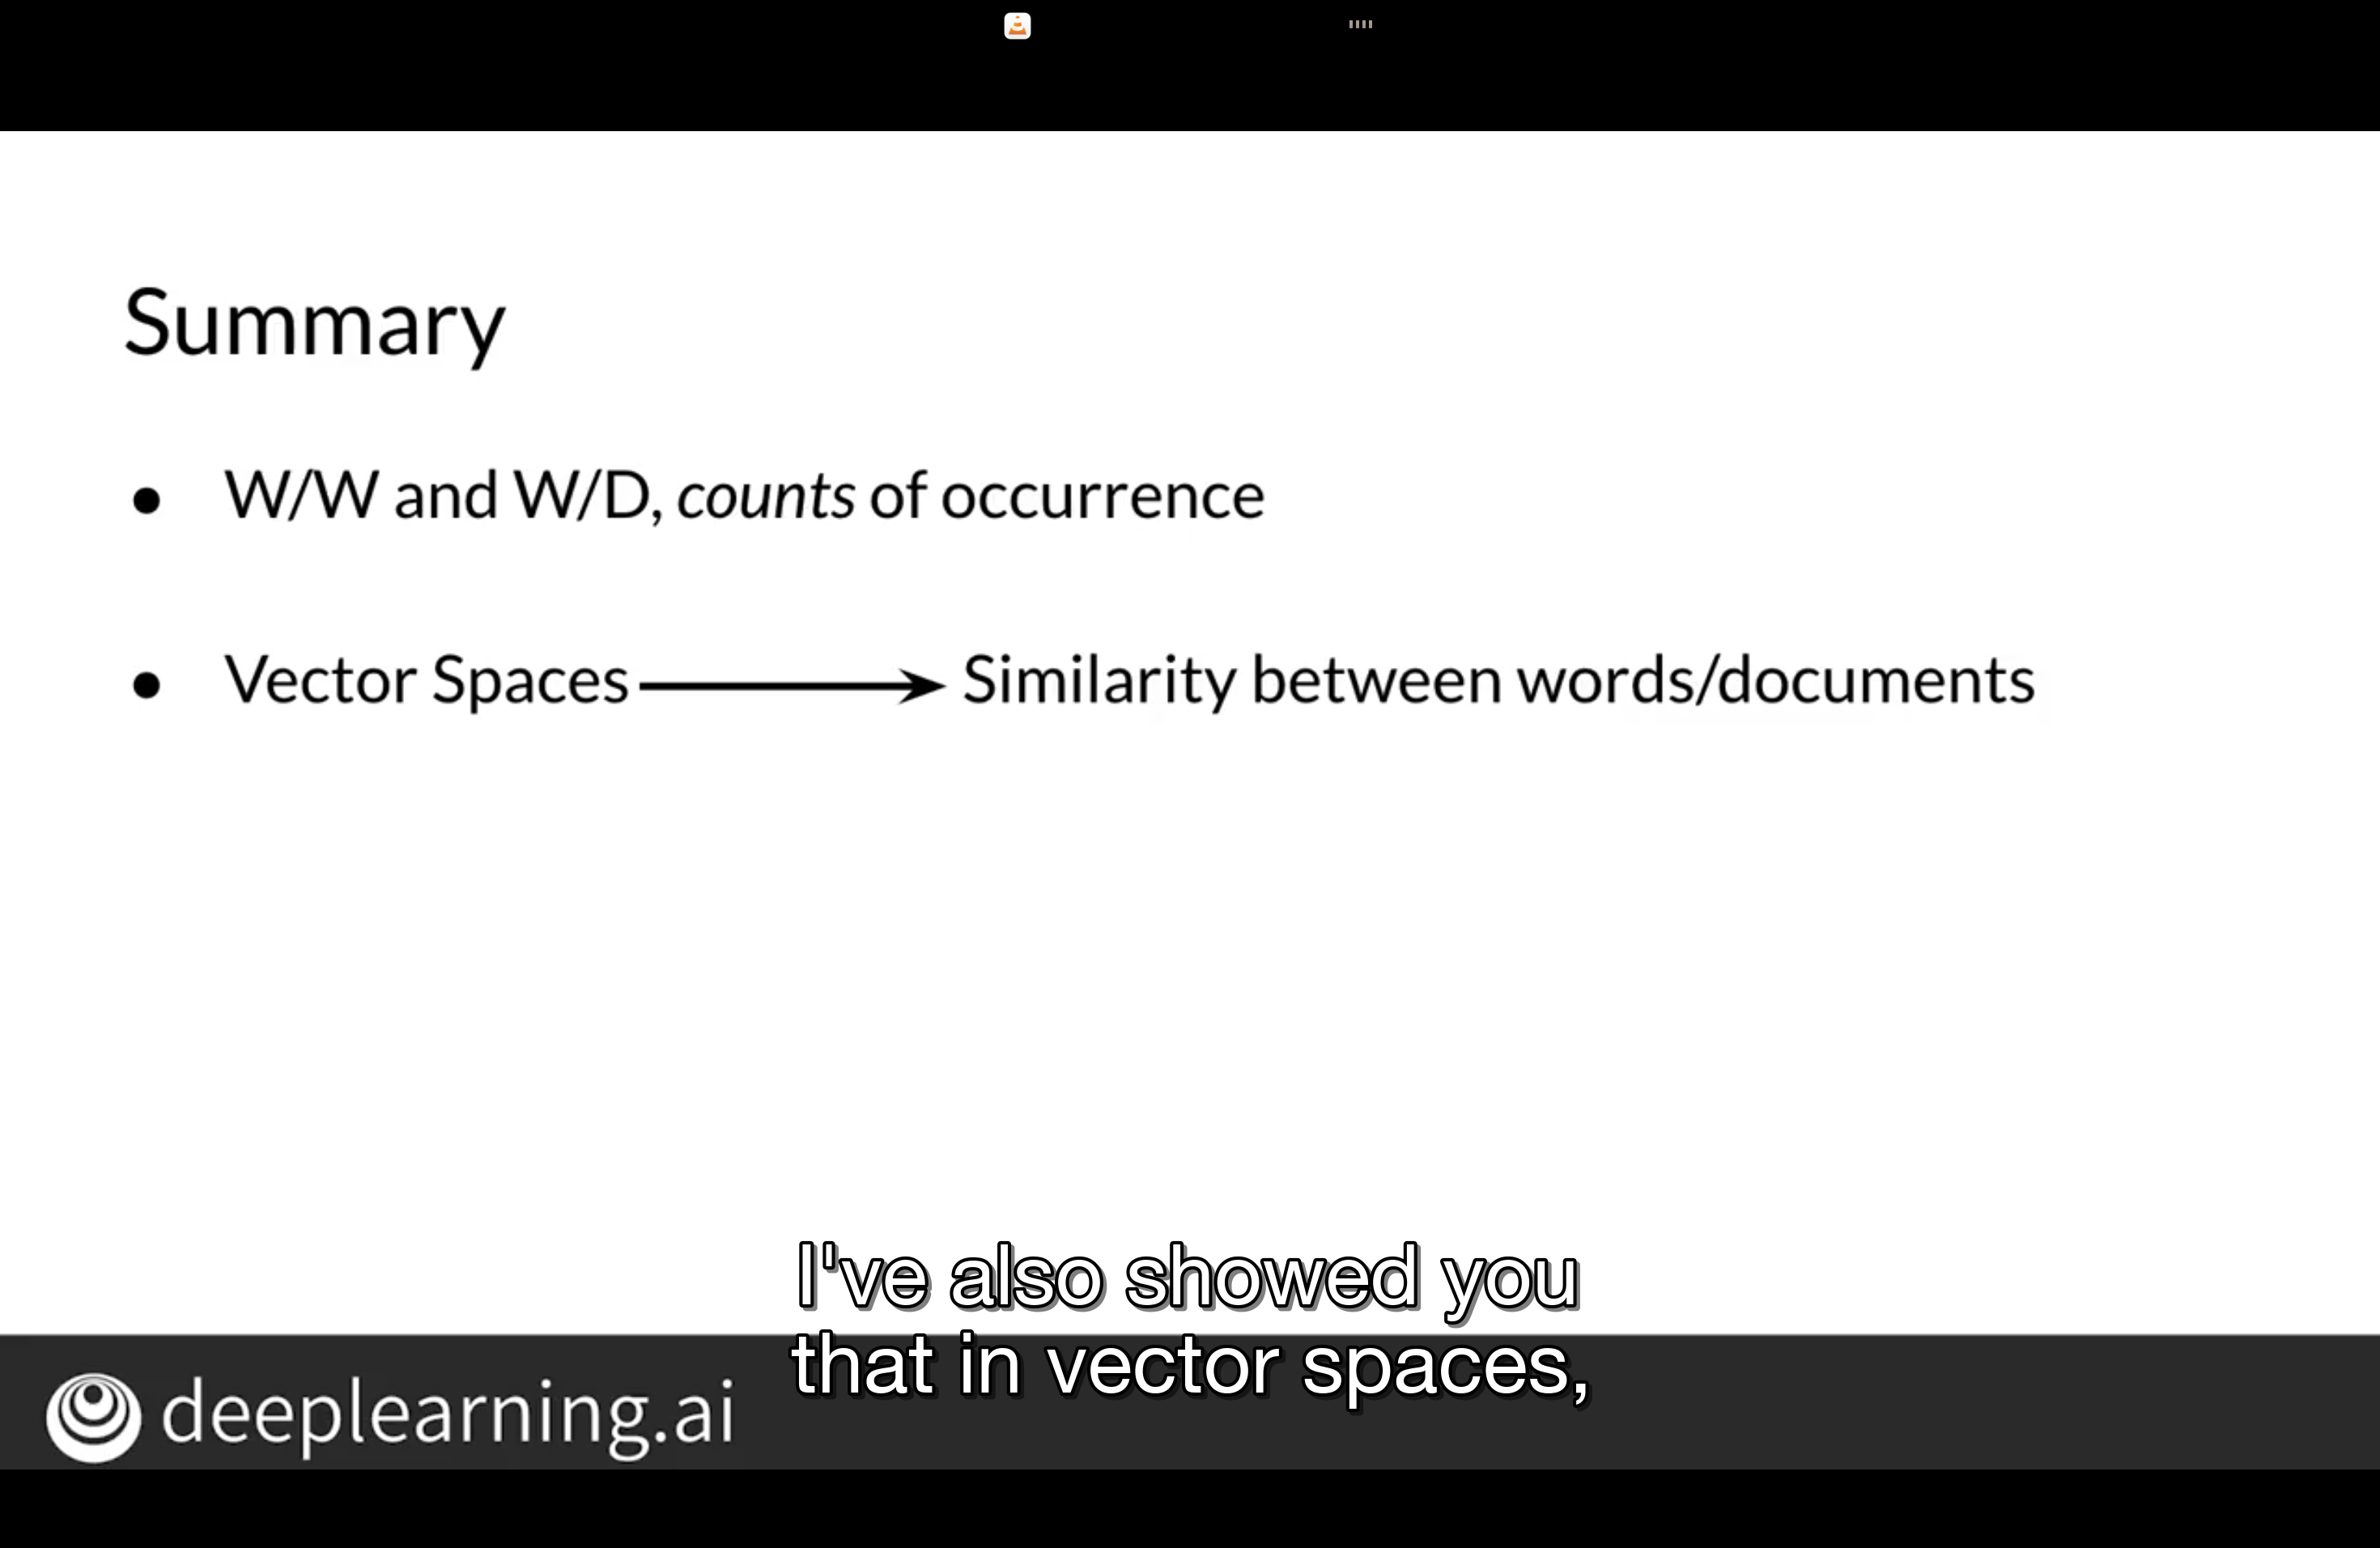 Summary
● W/W and W/D, counts of occurrence
● Vector Spaces → Similarity between words/documents
I've also showed you
that in vector spaces,
deeplearning.ai